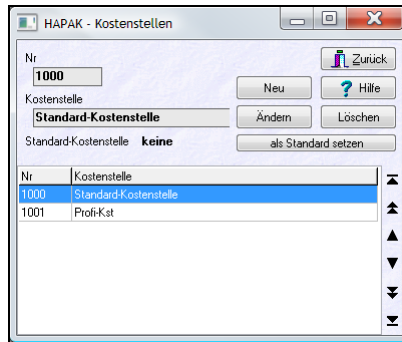 HAPAK - Kostenstellen
Nr
1000
Zurück
Neu
Hilfe
Kostenstelle
Standard-Kostenstelle
Ändern
Löschen
Standard-Kostenstelle keine
als Standard setzen
Nr Kostenstelle
1000 Standard-Kostenstelle
1001 Profi-Kst